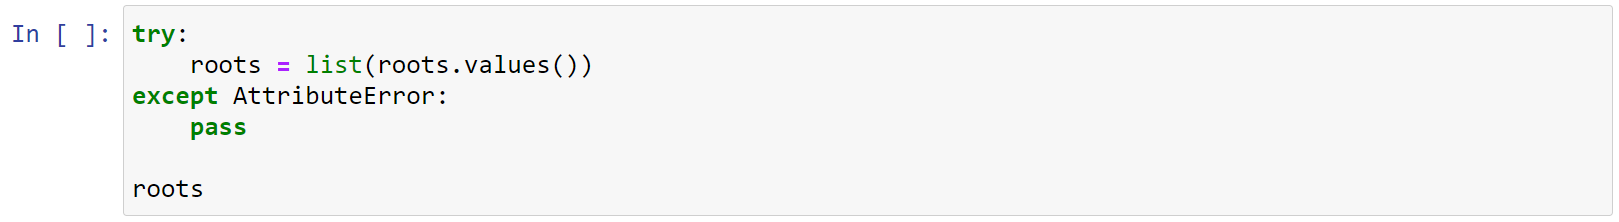 In [ ]: try:
    roots = list(roots.values())
except AttributeError:
    pass

roots